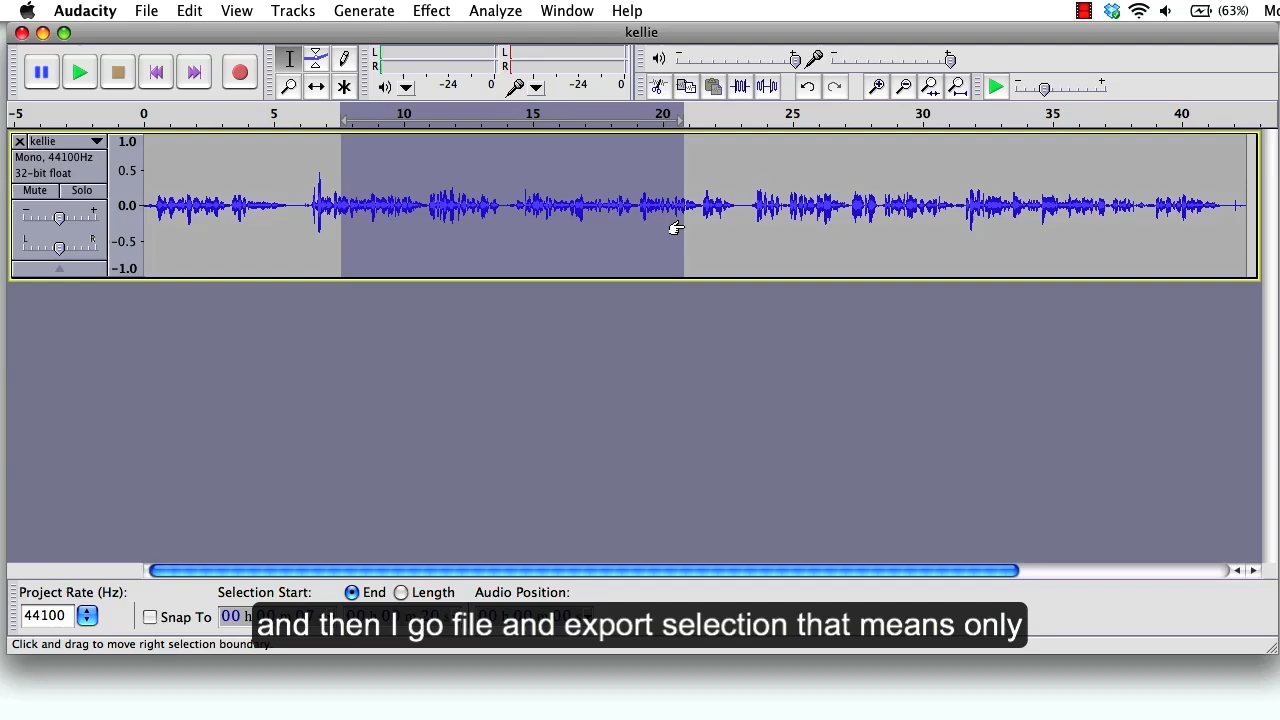 Audacity File Edit View Tracks Generate Effect Analyze Window Help (63%)
kellie
L R -24 0 L R -24 0
-5 0 5 10 15 20 25 30 35 40
kellie
Mono, 44100Hz
32-bit float
Mute Solo
- +
L R
1.0
0.5
0.0
-0.5
-1.0
Project Rate (Hz): Selection Start: End Length Audio Position:
44100 Snap To 00 h
and then I go file and export selection that means only
Click and drag to move right selection boundary.